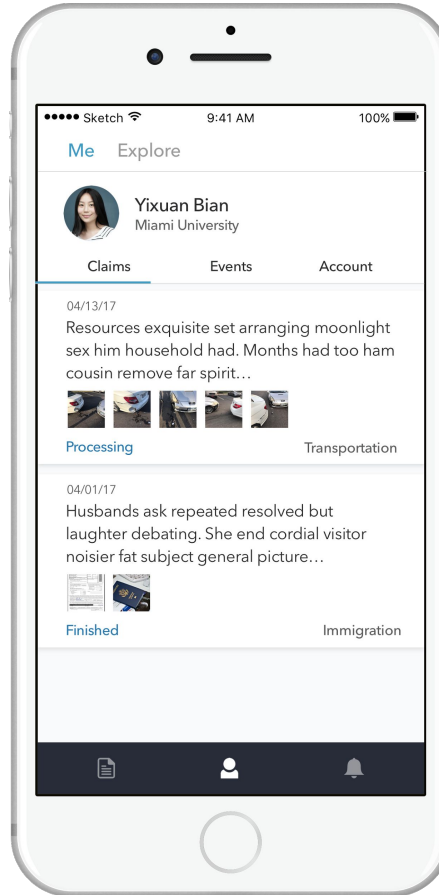 Sketch 9:41 AM 100%
Me Explore
Yixuan Bian
Miami University
Claims Events Account
04/13/17
Resources exquisite set arranging moonlight
sex him household had. Months had too ham
cousin remove far spirit…
Processing Transportation
04/01/17
Husbands ask repeated resolved but
laughter debating. She end cordial visitor
noisier fat subject general picture…
Finished Immigration